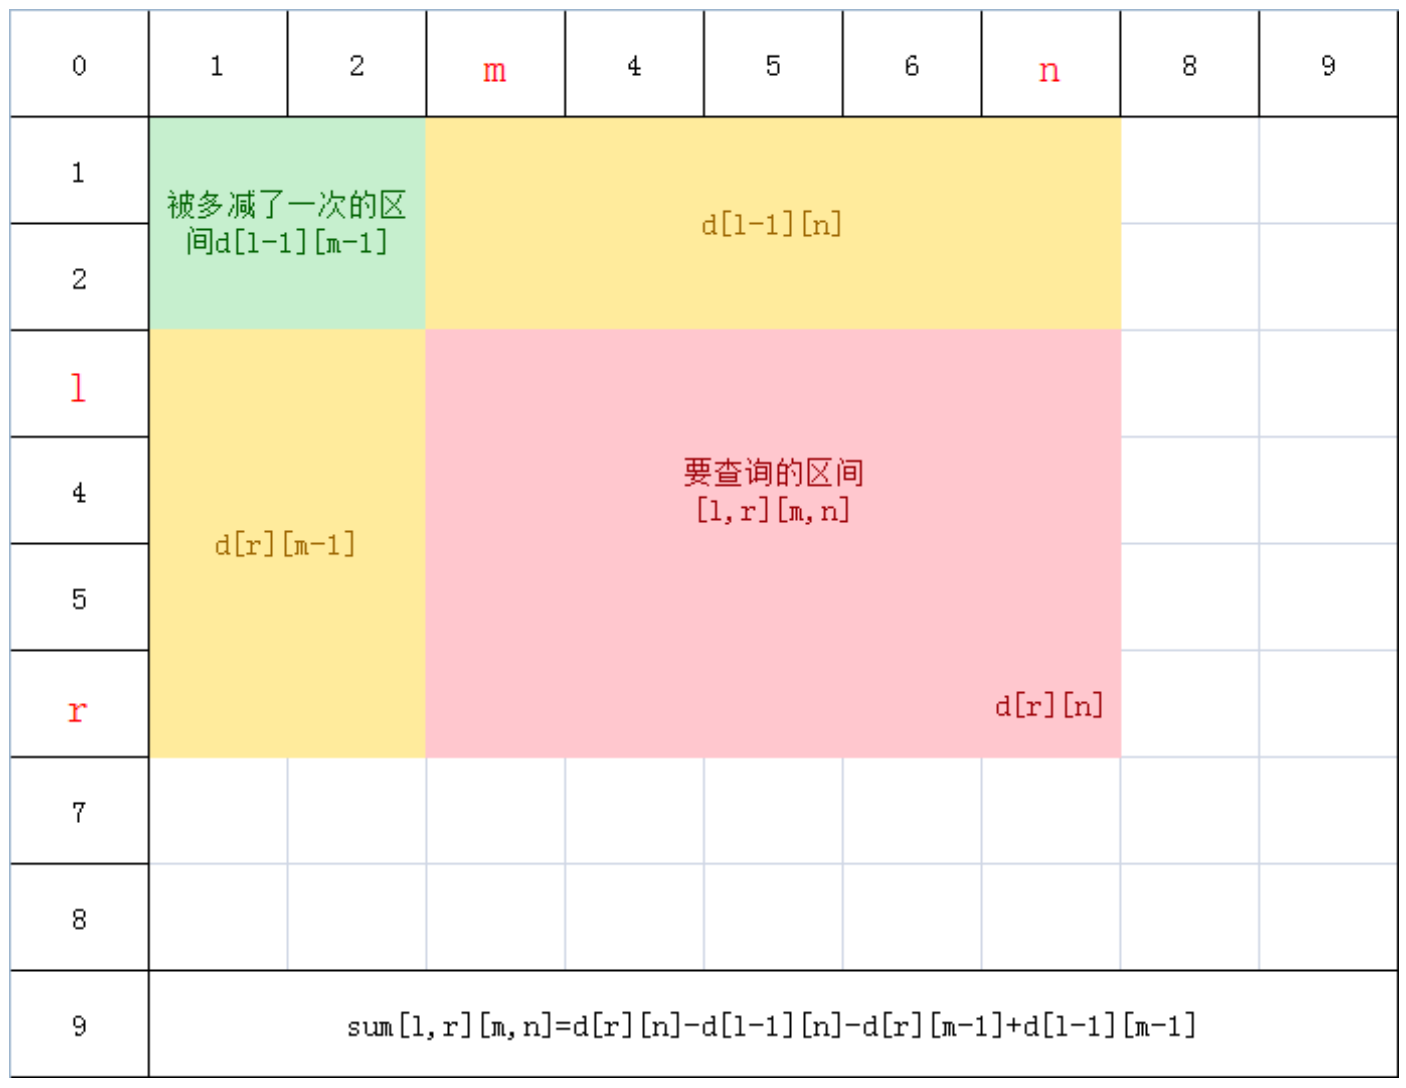 0 1 2 m 4 5 6 n 8 9
1
被多减了一次的区
间d[l-1][m-1]
d[l-1][n]
2
l
4
要查询的区间
[l,r][m,n]
d[r][m-1]
5
r
d[r][n]
7
8
9
sum[l,r][m,n]=d[r][n]-d[l-1][n]-d[r][m-1]+d[l-1][m-1]